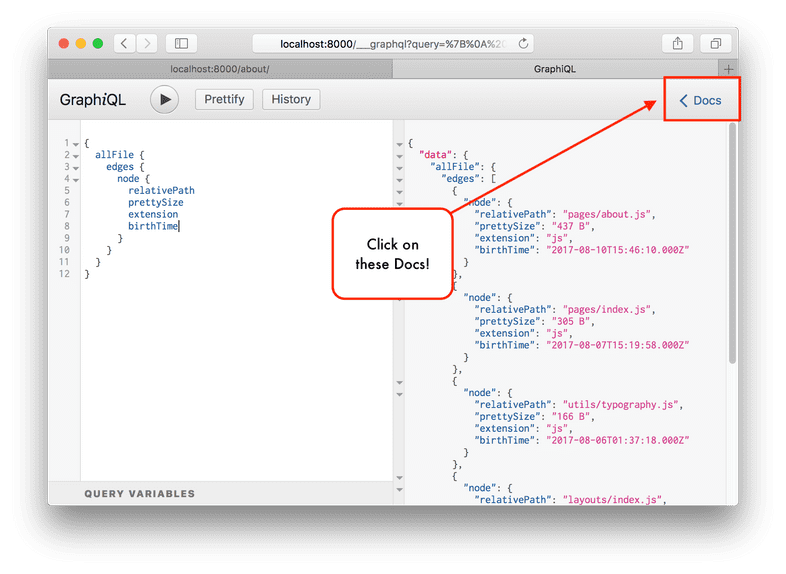 localhost:8000/___graphql?query=%7B%0A%20
localhost:8000/about/
GraphiQL
+
GraphiQL
Prettify
History
Docs
1 {
2 allFile {
3 edges {
4 node {
5 relativePath
6 prettySize
7 extension
8 birthTime
9 }
10 }
11 }
12 }
QUERY VARIABLES
Click on
these Docs!
{
"data": {
"allFile": {
"edges": [
{
"node": {
"relativePath": "pages/about.js",
"prettySize": "437 B",
"extension": "js",
"birthTime": "2017-08-10T15:46:10.000Z"
}
},
{
"node": {
"relativePath": "pages/index.js",
"prettySize": "305 B",
"extension": "js",
"birthTime": "2017-08-07T15:19:58.000Z"
}
},
{
"node": {
"relativePath": "utils/typography.js",
"prettySize": "166 B",
"extension": "js",
"birthTime": "2017-08-06T01:37:18.000Z"
}
},
{
"node": {
"relativePath": "layouts/index.js",